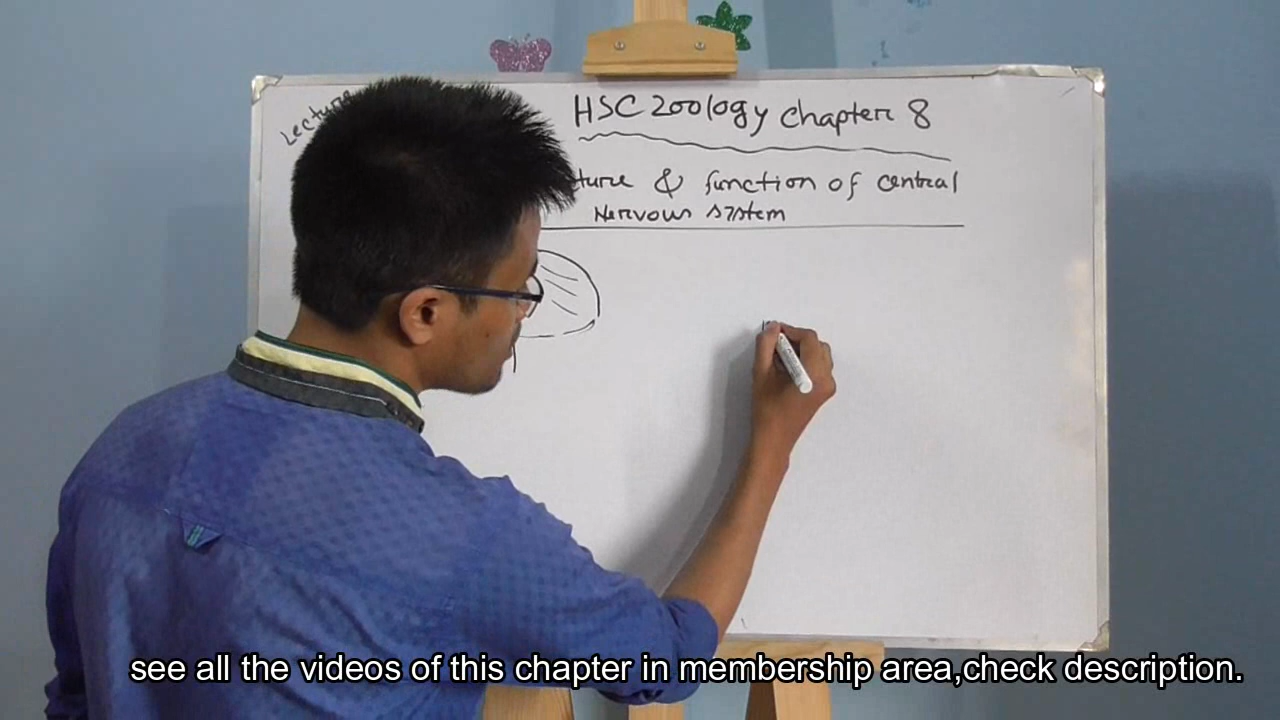 Lecture
HSC Zoology Chapter 8
cture & function of central
Nervous system
see all the videos of this chapter in membership area,check description.